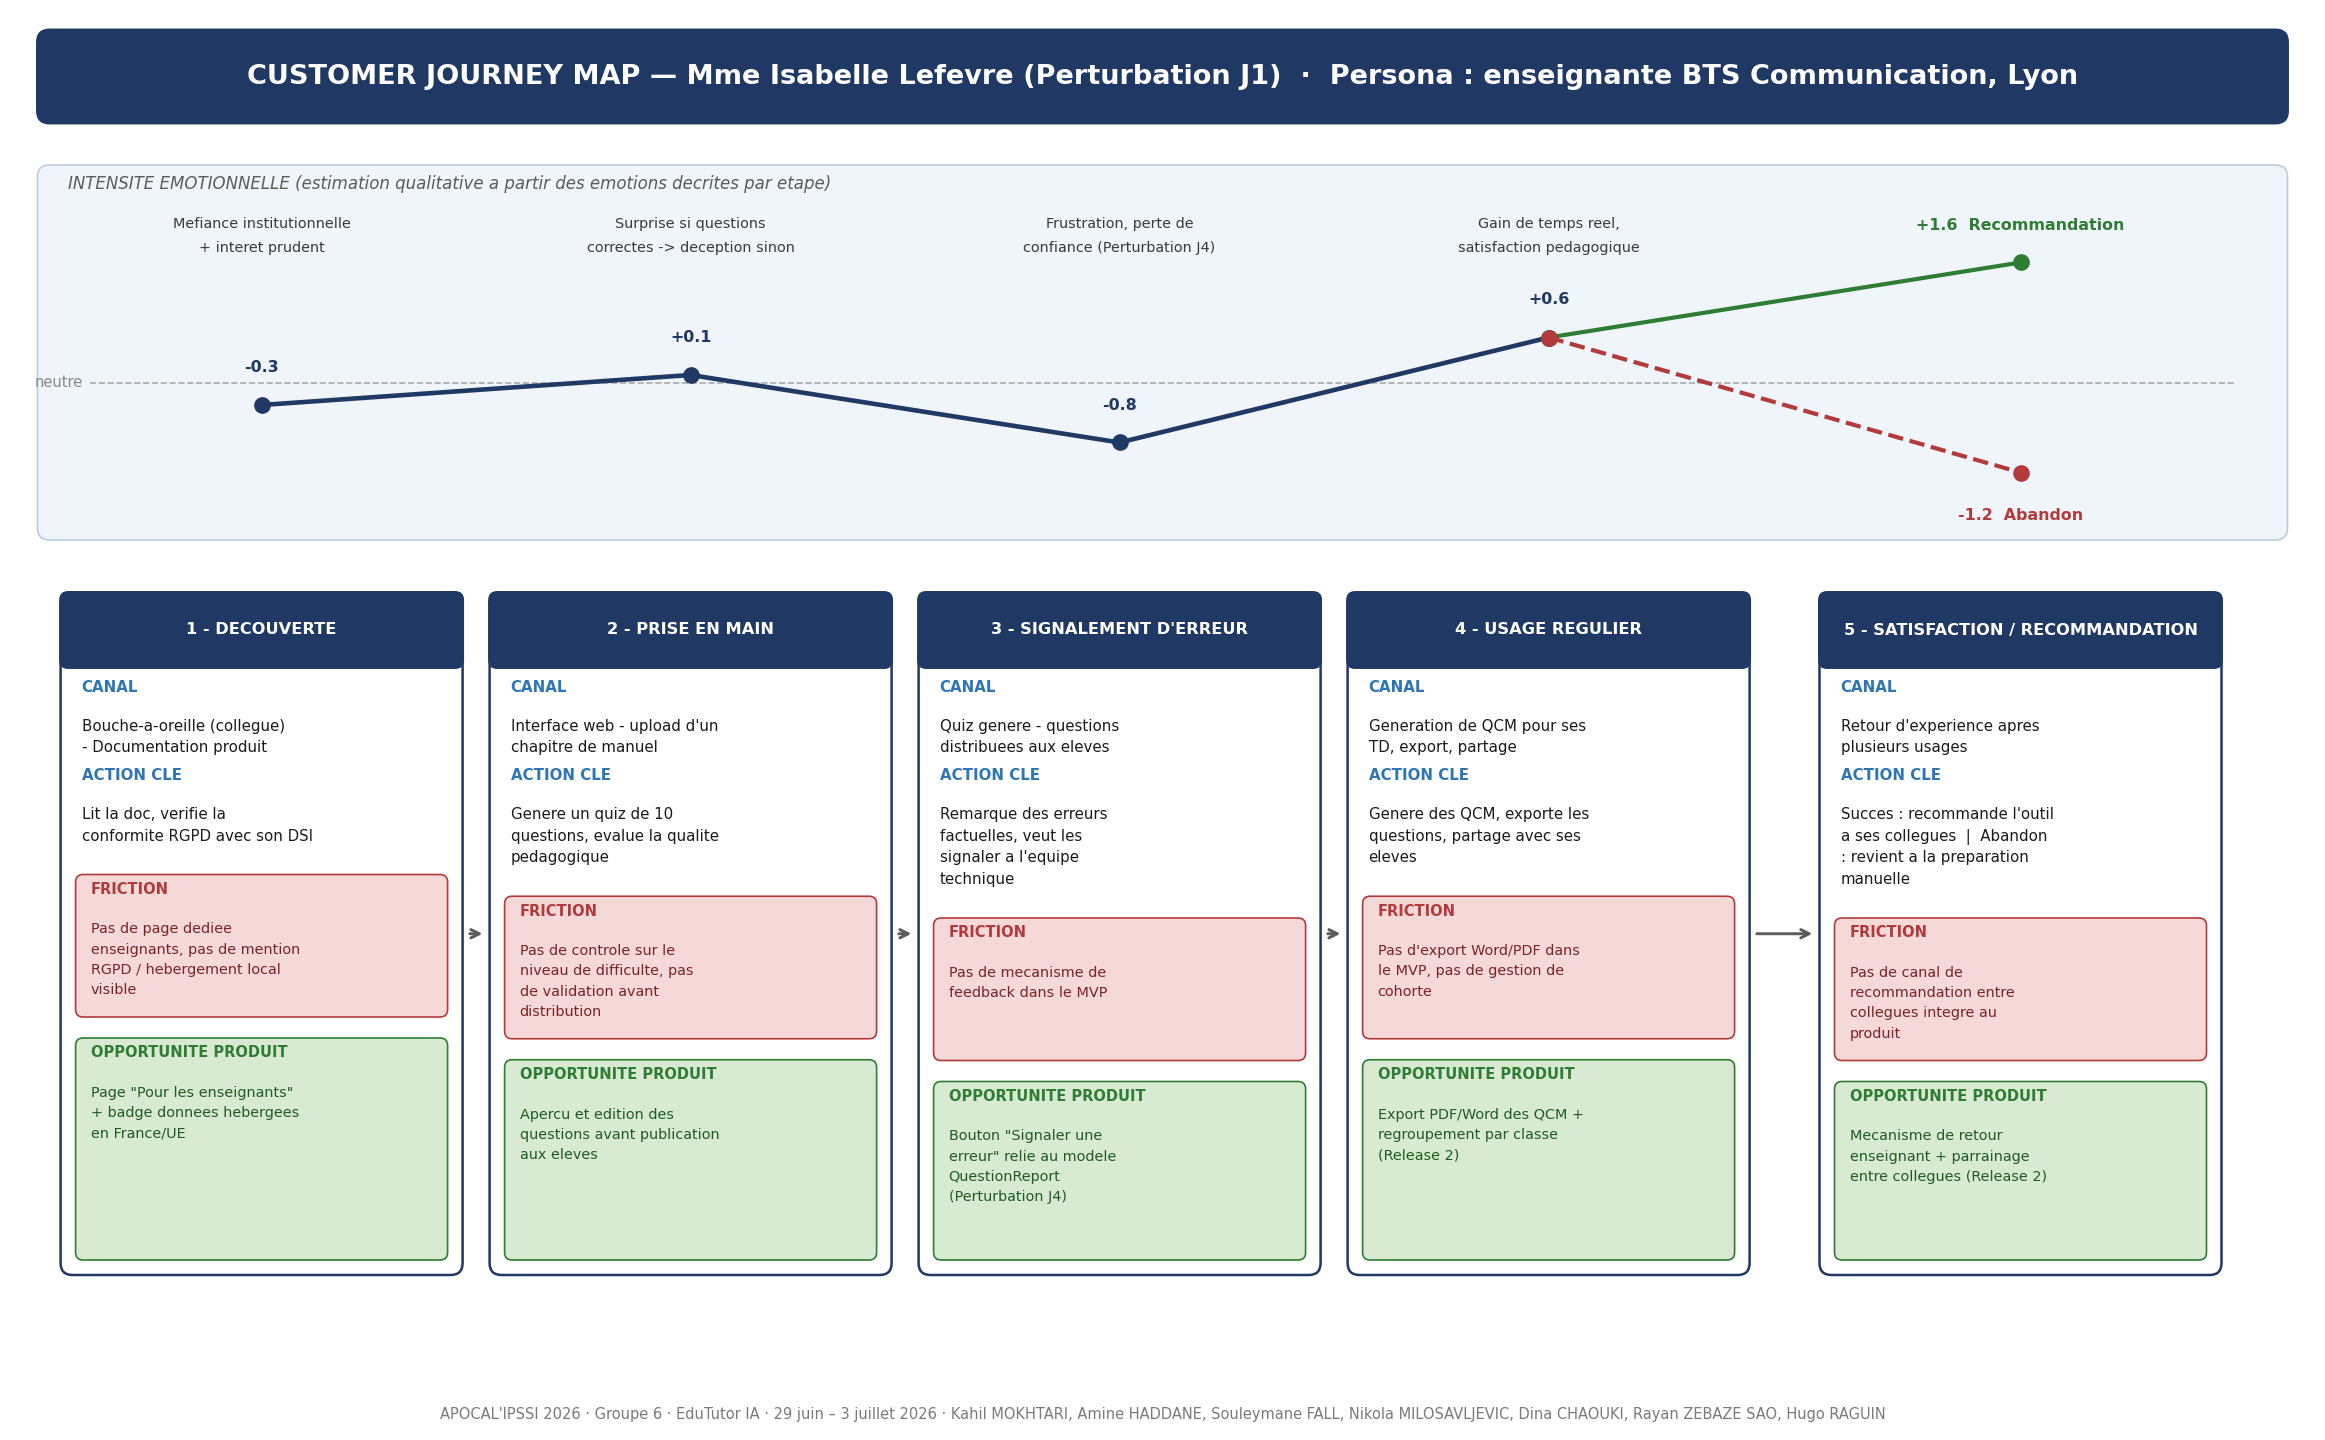 CUSTOMER JOURNEY MAP — Mme Isabelle Lefevre (Perturbation J1)  ·  Persona : enseignante BTS Communication, Lyon
INTENSITE EMOTIONNELLE (estimation qualitative a partir des emotions decrites par etape)
Mefiance institutionnelle
+ interet prudent
Surprise si questions
correctes -> deception sinon
Frustration, perte de
confiance (Perturbation J4)
Gain de temps reel,
satisfaction pedagogique
+1.6  Recommandation
+0.6
+0.1
-0.3
neutre
-0.8
-1.2  Abandon
1 - DECOUVERTE
CANAL
Bouche-a-oreille (collegue)
- Documentation produit
ACTION CLE
Lit la doc, verifie la
conformite RGPD avec son DSI
FRICTION
Pas de page dediee
enseignants, pas de mention
RGPD / hebergement local
visible
OPPORTUNITE PRODUIT
Page "Pour les enseignants"
+ badge donnees hebergees
en France/UE
2 - PRISE EN MAIN
CANAL
Interface web - upload d'un
chapitre de manuel
ACTION CLE
Genere un quiz de 10
questions, evalue la qualite
pedagogique
FRICTION
Pas de controle sur le
niveau de difficulte, pas
de validation avant
distribution
OPPORTUNITE PRODUIT
Apercu et edition des
questions avant publication
aux eleves
3 - SIGNALEMENT D'ERREUR
CANAL
Quiz genere - questions
distribuees aux eleves
ACTION CLE
Remarque des erreurs
factuelles, veut les
signaler a l'equipe
technique
FRICTION
Pas de mecanisme de
feedback dans le MVP
OPPORTUNITE PRODUIT
Bouton "Signaler une
erreur" relie au modele
QuestionReport
(Perturbation J4)
4 - USAGE REGULIER
CANAL
Generation de QCM pour ses
TD, export, partage
ACTION CLE
Genere des QCM, exporte les
questions, partage avec ses
eleves
FRICTION
Pas d'export Word/PDF dans
le MVP, pas de gestion de
cohorte
OPPORTUNITE PRODUIT
Export PDF/Word des QCM +
regroupement par classe
(Release 2)
5 - SATISFACTION / RECOMMANDATION
CANAL
Retour d'experience apres
plusieurs usages
ACTION CLE
Succes : recommande l'outil
a ses collegues  |  Abandon
: revient a la preparation
manuelle
FRICTION
Pas de canal de
recommandation entre
collegues integre au
produit
OPPORTUNITE PRODUIT
Mecanisme de retour
enseignant + parrainage
entre collegues (Release 2)
APOCAL'IPSSI 2026 · Groupe 6 · EduTutor IA · 29 juin – 3 juillet 2026 · Kahil MOKHTARI, Amine HADDANE, Souleymane FALL, Nikola MILOSAVLJEVIC, Dina CHAOUKI, Rayan ZEBAZE SAO, Hugo RAGUIN